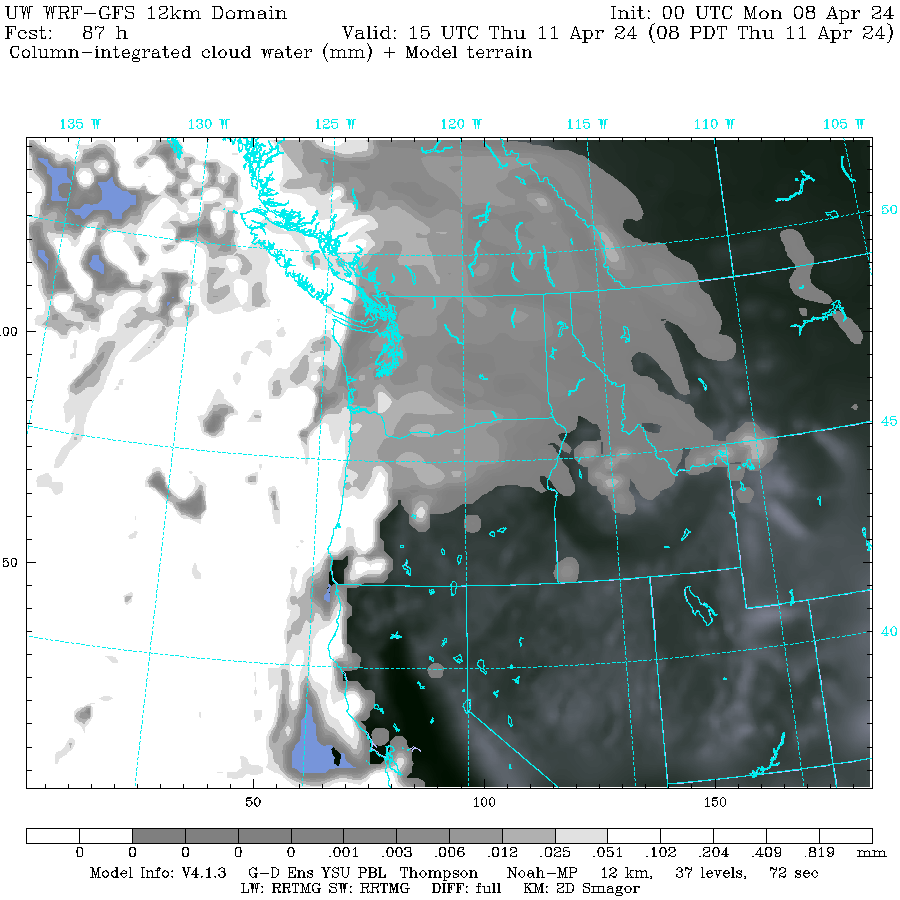 UW WRF-GFS 12km Domain Init: 00 UTC Mon 08 Apr 24
Fcst: 87 h Valid: 15 UTC Thu 11 Apr 24 (08 PDT Thu 11 Apr 24)
Column-integrated cloud water (mm) + Model terrain
135 W 130 W 125 W 120 W 115 W 110 W 105 W
50
00
45
50
40
50 100 150
0 0 0 0 .001 .003 .006 .012 .025 .051 .102 .204 .409 .819 mm
Model Info: V4.1.3 G-D Ens YSU PBL Thompson Noah-MP 12 km, 37 levels, 72 sec
LW: RRTMG SW: RRTMG DIFF: full KM: 2D Smagor